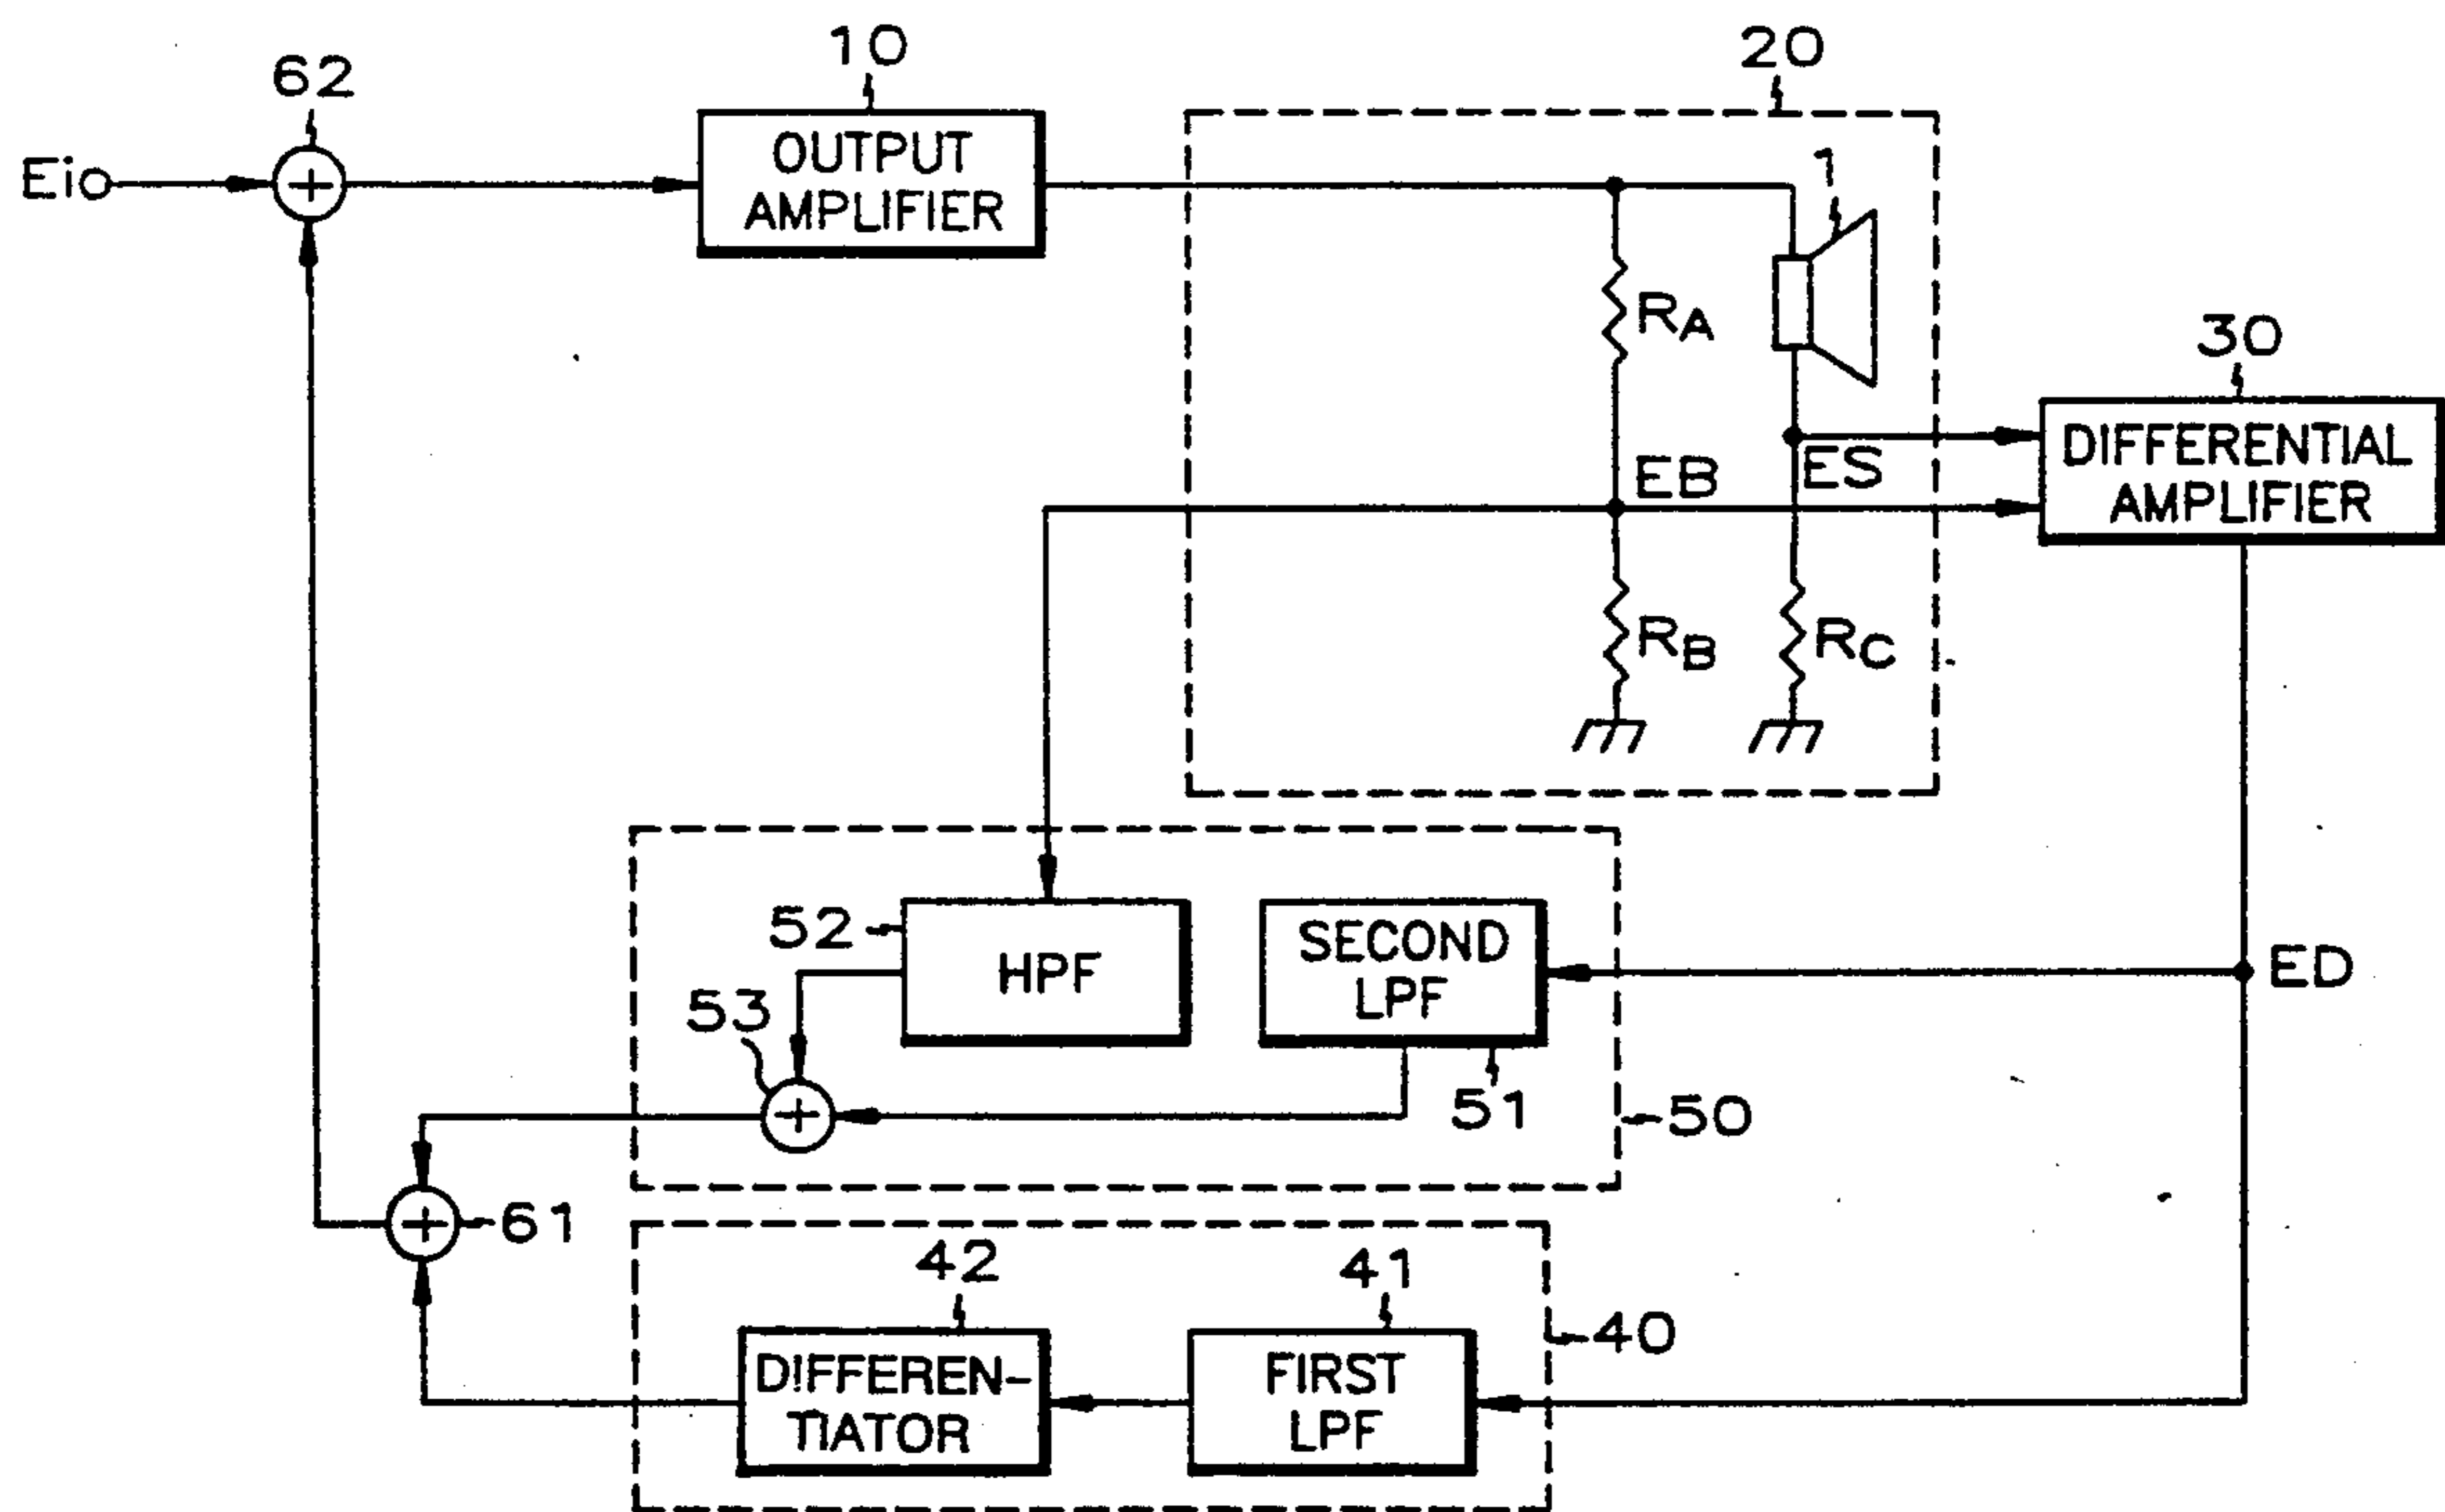 10
20
62
Eio
OUTPUT
AMPLIFIER
1
RA
30
DIFFERENTIAL
AMPLIFIER
EB
ES
RB
RC
52
HPF
SECOND
LPF
ED
53
51
50
61
42
41
40
DIFFEREN-
TIATOR
FIRST
LPF